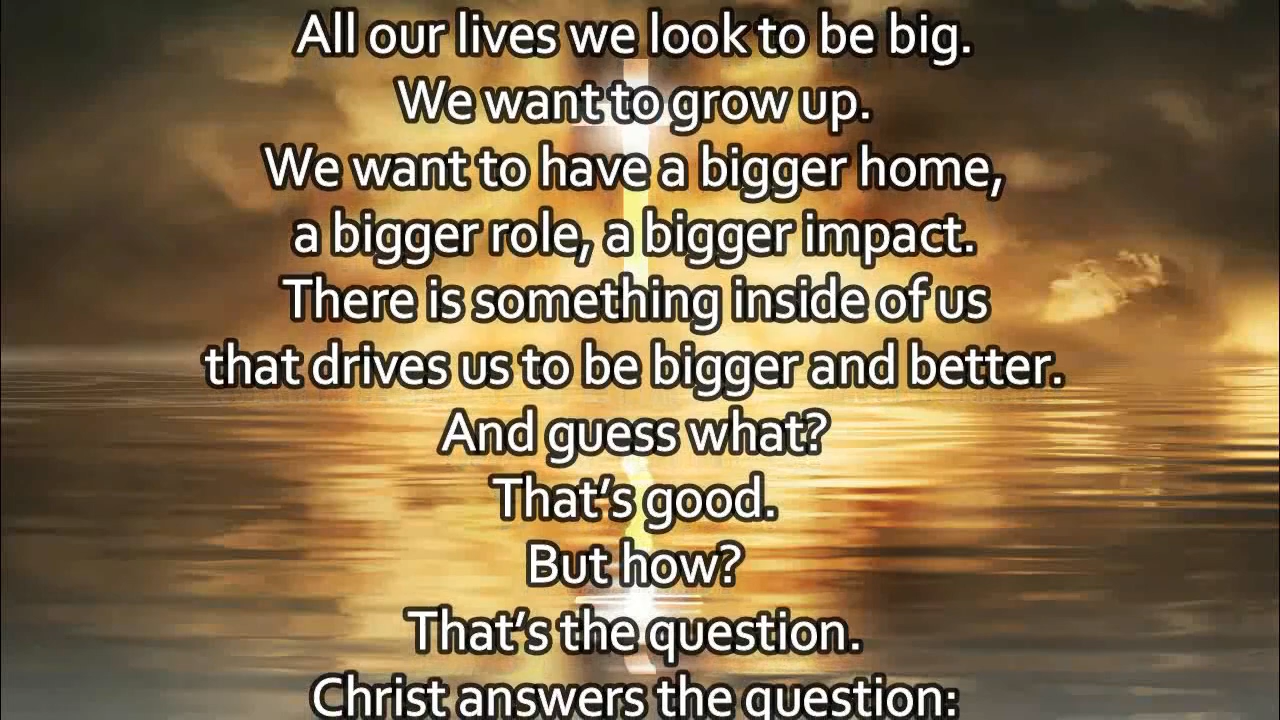 All our lives we look to be big.
We want to grow up.
We want to have a bigger home,
a bigger role, a bigger impact.
There is something inside of us
that drives us to be bigger and better.
And guess what?
That’s good.
But how?
That’s the question.
Christ answers the question: